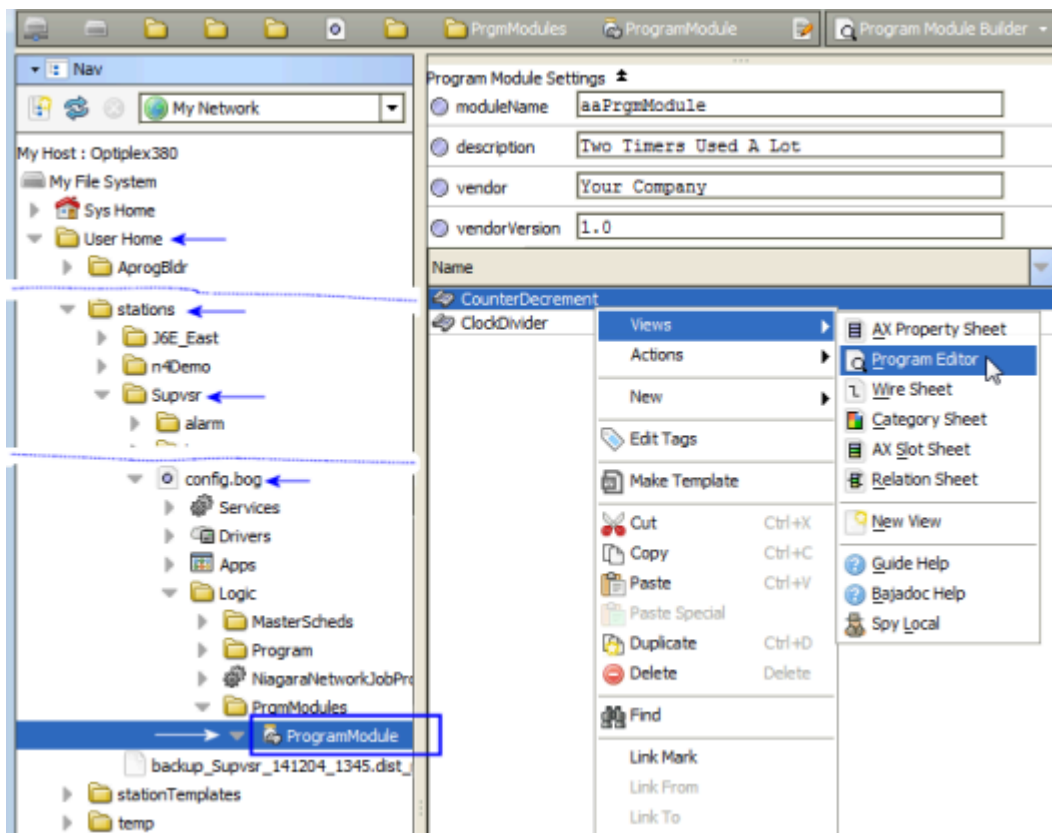 PrgmModules
ProgramModule
Program Module Builder
Nav
My Network
My Host : Optiplex380
My File System
Sys Home
User Home
AprogBldr
stations
J6E_East
n4Demo
Supvsr
alarm
config.bog
Services
Drivers
Apps
Logic
MasterScheds
Program
NiagaraNetworkJobPr
PrgmModules
ProgramModule
backup_Supvsr_141204_1345.dist_
stationTemplates
temp
Program Module Settings
moduleName aaPrgmModule
description Two Timers Used A Lot
vendor Your Company
vendorVersion 1.0
Name
CounterDecrement
ClockDivider
Views
Actions
New
Edit Tags
Make Template
Cut Ctrl+X
Copy Ctrl+C
Paste Ctrl+V
Paste Special
Duplicate Ctrl+D
Delete Delete
Find
Link Mark
Link From
Link To
AX Property Sheet
Program Editor
Wire Sheet
Category Sheet
AX Slot Sheet
Relation Sheet
New View
Guide Help
Bajadoc Help
Spy Local